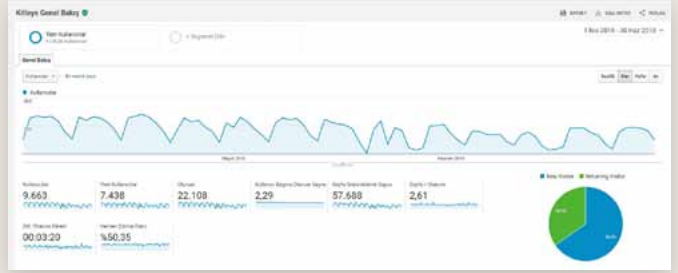 Kitleye Genel Bakış
1 Nis 2018 - 30 Haz 2018
Tüm Kullanıcılar
+ Segment Ekle
Genel Bakış
Kullanıcılar
Kullanıcılar
Mayıs 2018
Haziran 2018
New Visitor
Returning Visitor
Kullanıcılar
Yeni Kullanıcılar
Oturum
Kullanıcı Başına Oturum Sayısı
Sayfa Görüntüleme Sayısı
Sayfa / Oturum
9.663
7.438
22.108
2,29
57.688
2,61
Ort. Oturum Süresi
Hemen Çıkma Oranı
00:03:20
%50,35